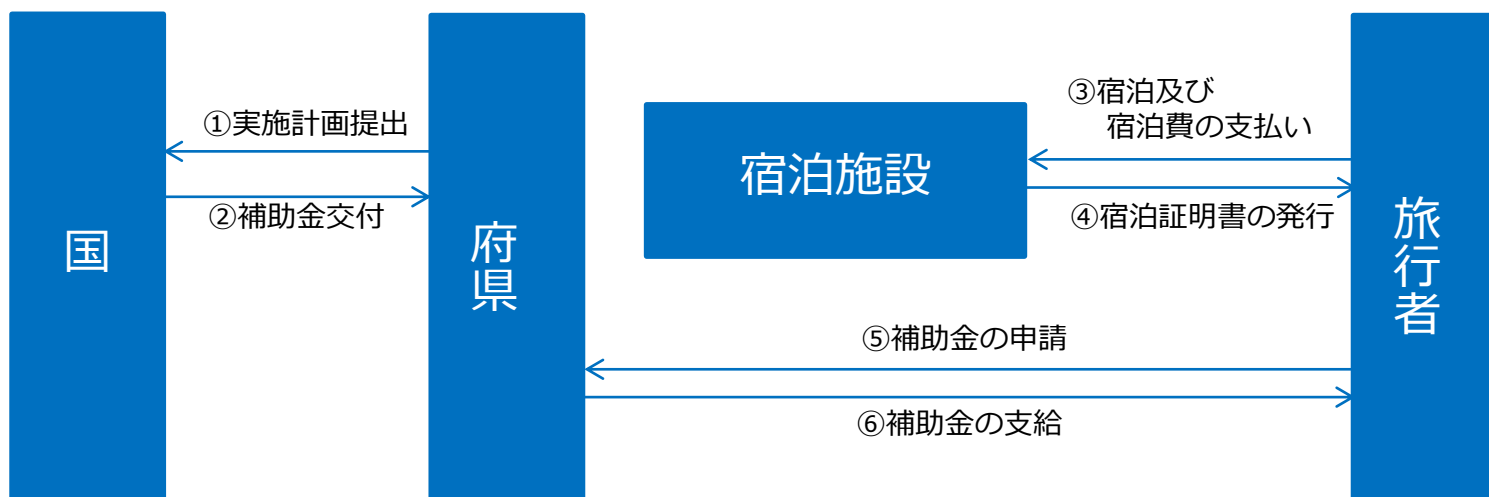 国
①実施計画提出
②補助金交付
府県
宿泊施設
③宿泊及び
宿泊費の支払い
④宿泊証明書の発行
旅行者
⑤補助金の申請
⑥補助金の支給